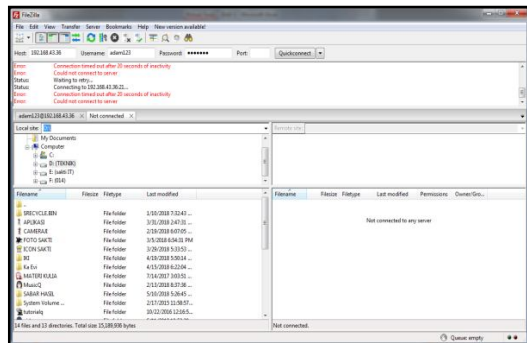 FileZilla
File Edit View Transfer Server Bookmarks Help New version available!
Host: 192.168.43.36 Username: adam123 Password: ●●●●●●● Port: Quickconnect
Error: Connection timed out after 20 seconds of inactivity
Error: Could not connect to server
Status: Waiting to retry...
Status: Connecting to 192.168.43.36:21...
Error: Connection timed out after 20 seconds of inactivity
Error: Could not connect to server
adam123@192.168.43.36 Not connected
Local site: Remote site:
My Documents
Computer
C:
D: (TEKNIK)
E: (sakti IT)
F: (014)
Filename Filesize Filetype Last modified
..
$RECYCLE.BIN File folder 1/10/2018 7:32:43 ...
APLIKASI File folder 3/31/2018 2:47:31 ...
CAMERAE File folder 2/19/2018 6:07:05 ...
FOTO SAKTI File folder 3/5/2018 6:54:31 PM
ICON SAKTI File folder 3/29/2018 5:33:53 ...
IKI File folder 4/19/2018 5:50:14 ...
Ka Evi File folder 4/15/2018 6:22:04 ...
MATERI KULIA File folder 7/14/2017 3:03:51 ...
MusicQ File folder 2/13/2018 8:37:36 ...
SABAR HASIL File folder 5/10/2018 5:26:45 ...
System Volume ... File folder 2/17/2015 11:58:57...
tutorialq File folder 10/22/2016 12:16:5...
14 files and 13 directories. Total size: 15,189,936 bytes
Filename Filesize Filetype Last modified Permissions Owner/Gro...
Not connected to any server
Not connected.
Queue: empty